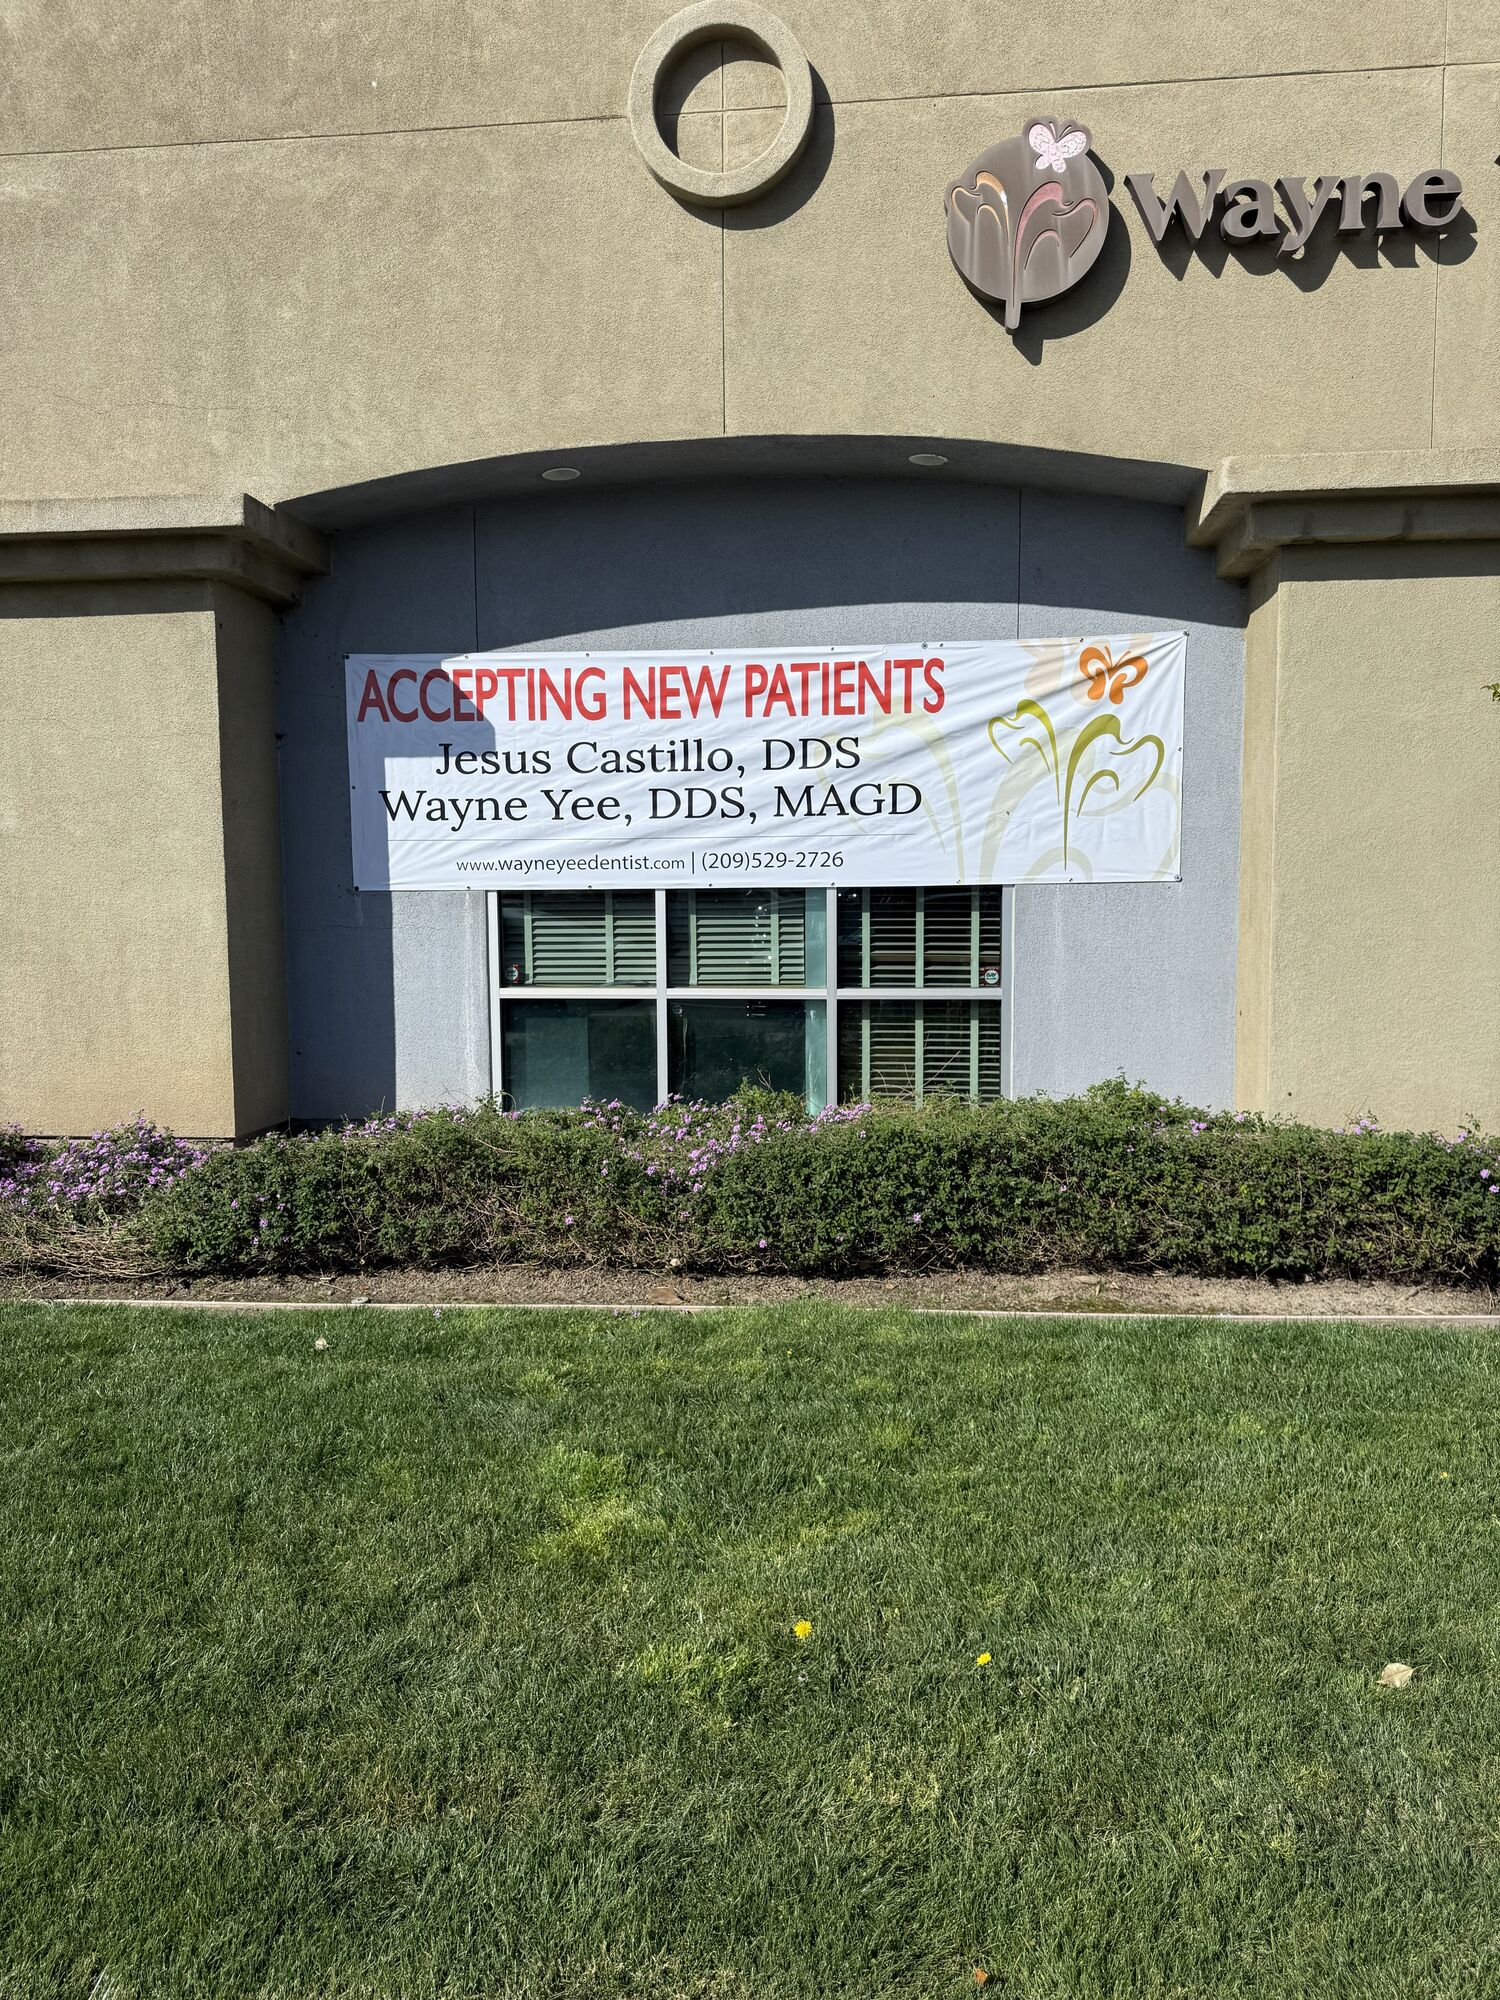 Wayne
ACCEPTING NEW PATIENTS
Jesus Castillo, DDS
Wayne Yee, DDS, MAGD
www.wayneyeedentist.com | (209)529-2726